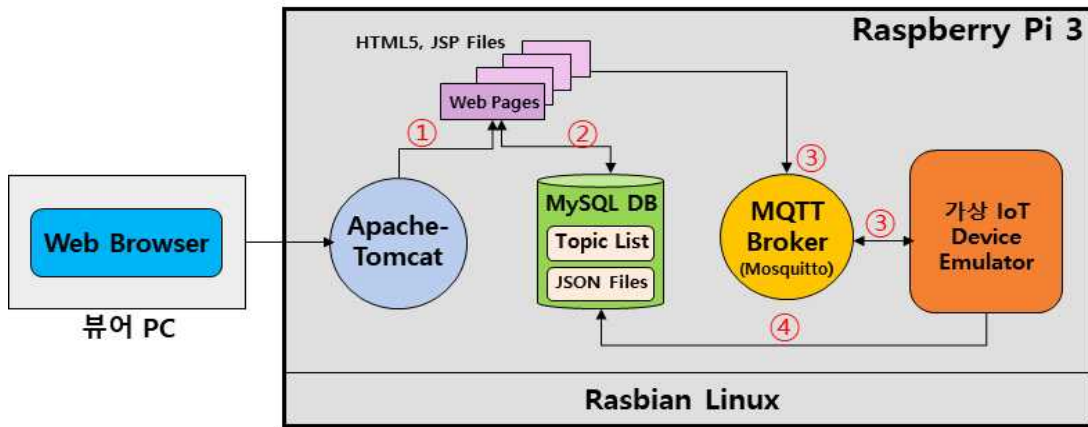 Raspberry Pi 3
HTML5, JSP Files
Web Pages
①
②
③
Web Browser
뷰어 PC
Apache-
Tomcat
MySQL DB
Topic List
JSON Files
MQTT
Broker
(Mosquitto)
③
가상 IoT
Device
Emulator
④
Rasbian Linux